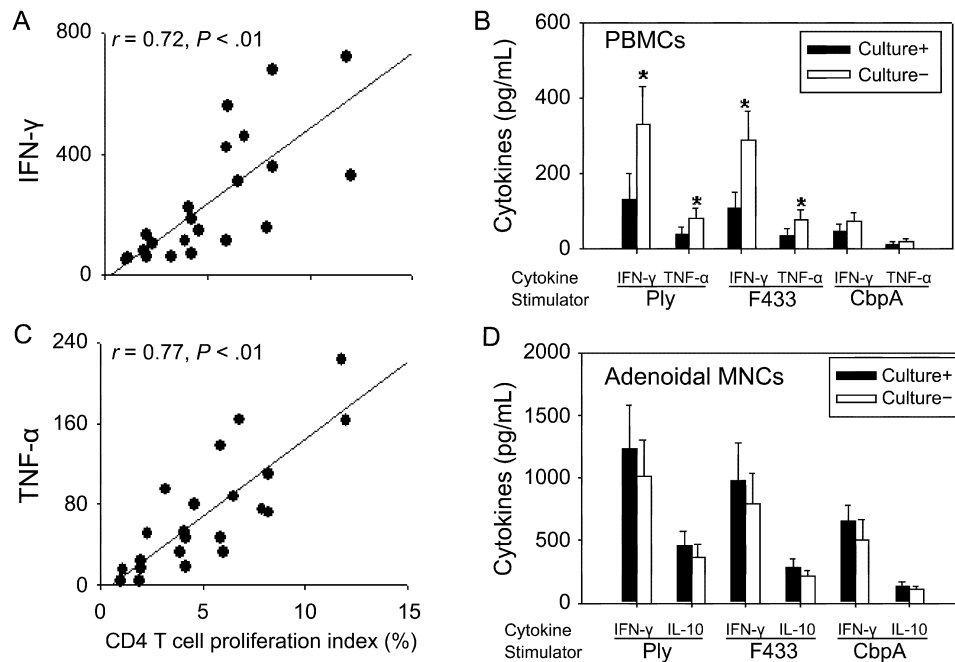 A
r = 0.72, P < .01
800
400
0
IFN-γ
B
600
400
200
0
Cytokines (pg/mL)
PBMCs
Culture+
Culture−
*
*
*
*
Cytokine IFN-γ TNF-α IFN-γ TNF-α IFN-γ TNF-α
Stimulator Ply F433 CbpA
C
r = 0.77, P < .01
240
160
80
0
TNF-α
0 5 10 15
CD4 T cell proliferation index (%)
D
2000
1500
1000
500
0
Cytokines (pg/mL)
Adenoidal MNCs
Culture+
Culture−
Cytokine IFN-γ IL-10 IFN-γ IL-10 IFN-γ IL-10
Stimulator Ply F433 CbpA